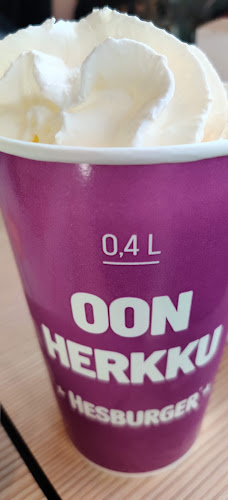 0,4 L
OON
HERKKU
HESBURGER